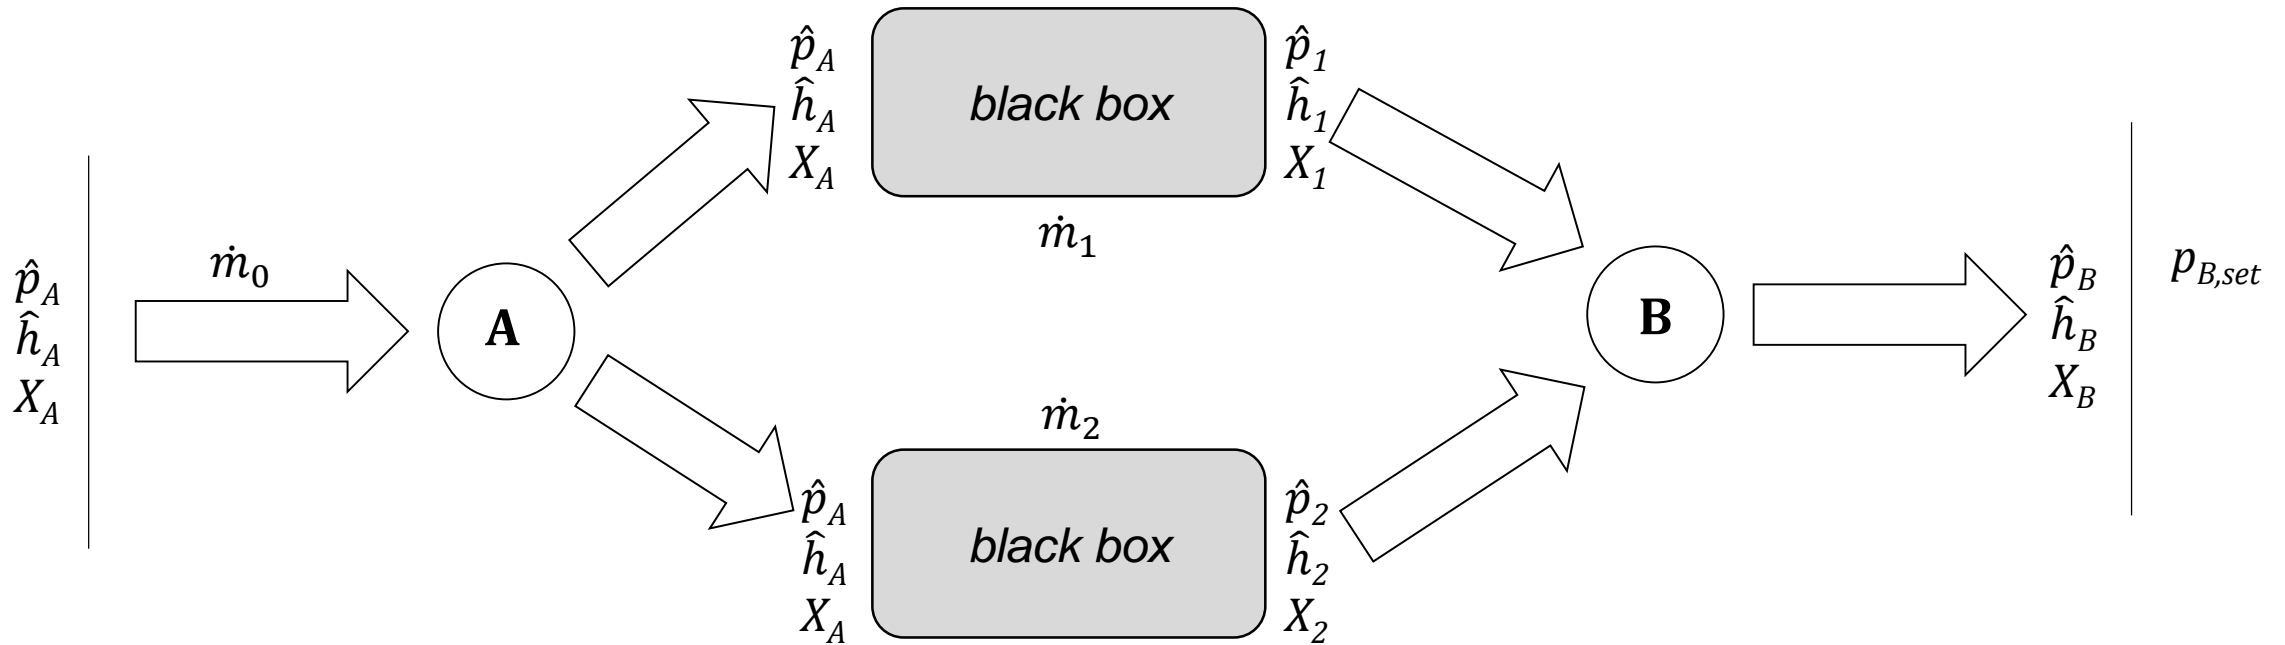 p̂_A
ĥ_A
X_A
ṁ_0
A
p̂_A
ĥ_A
X_A
black box
ṁ_1
p̂_1
ĥ_1
X_1
p̂_A
ĥ_A
X_A
ṁ_2
black box
p̂_2
ĥ_2
X_2
B
p̂_B
ĥ_B
X_B
p_B,set